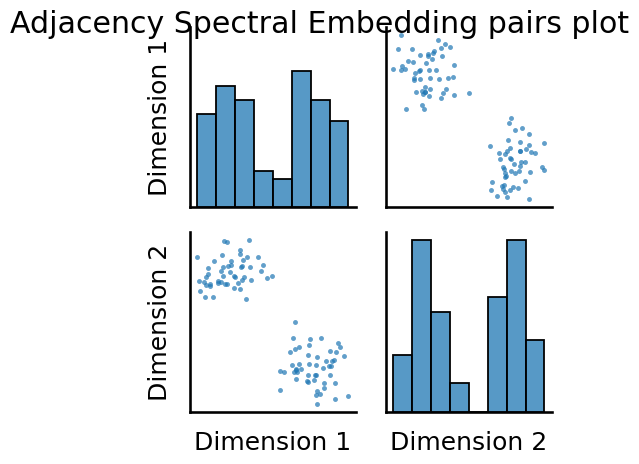 Adjacency Spectral Embedding pairs plot
Dimension 1
Dimension 2
Dimension 1
Dimension 2